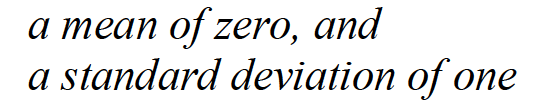 a mean of zero, and
a standard deviation of one